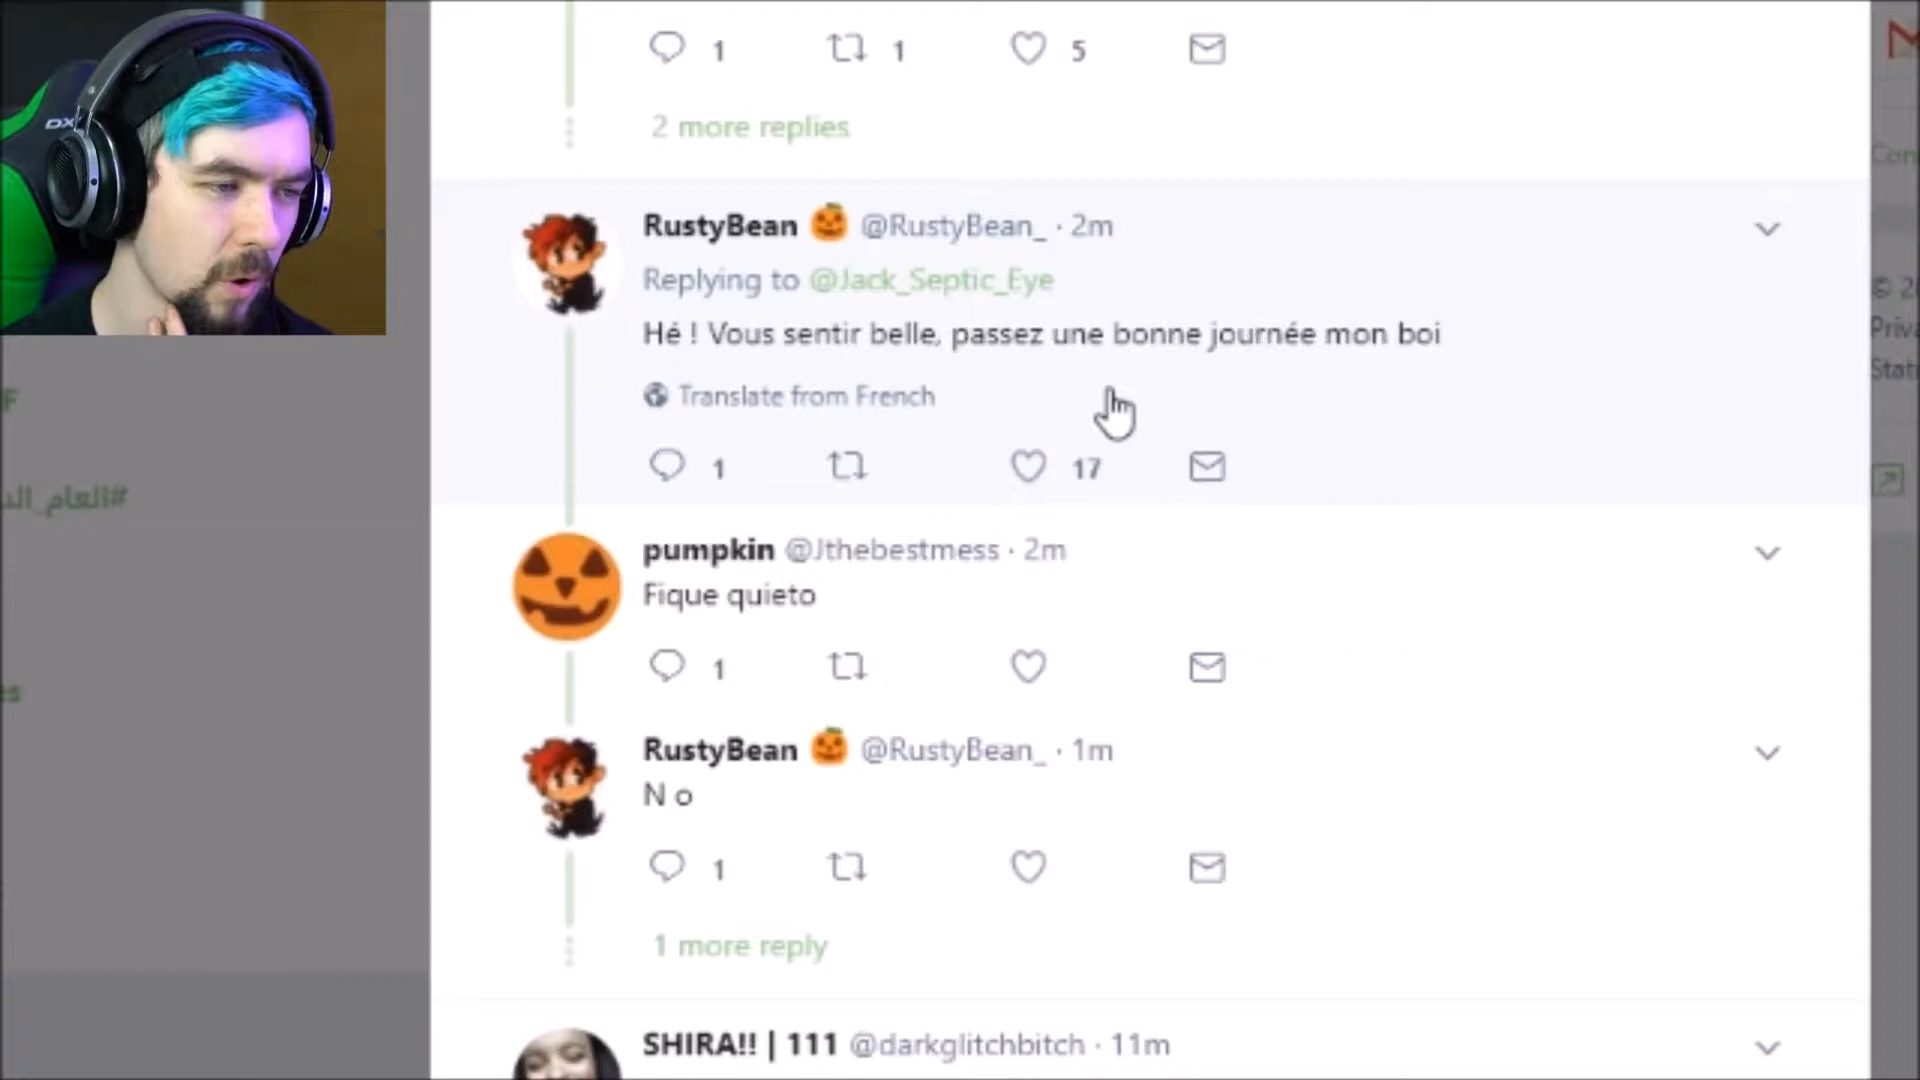 DX
1 1 5
2 more replies
RustyBean 🎃 @RustyBean_ · 2m
Replying to @Jack_Septic_Eye
Hé ! Vous sentir belle, passez une bonne journée mon boi
Translate from French
1 17
pumpkin @Jthebestmess · 2m
Fique quieto
1
RustyBean 🎃 @RustyBean_ · 1m
N o
1
1 more reply
SHIRA!! | 111 @darkglitchbitch · 11m